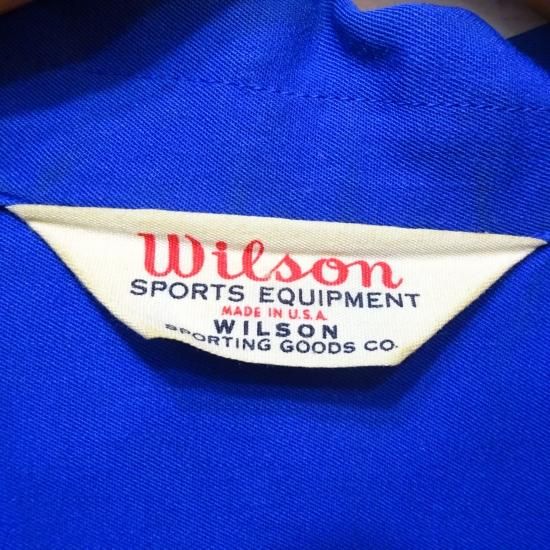 Wilson
SPORTS EQUIPMENT
MADE IN U.S.A.
WILSON
SPORTING GOODS CO.